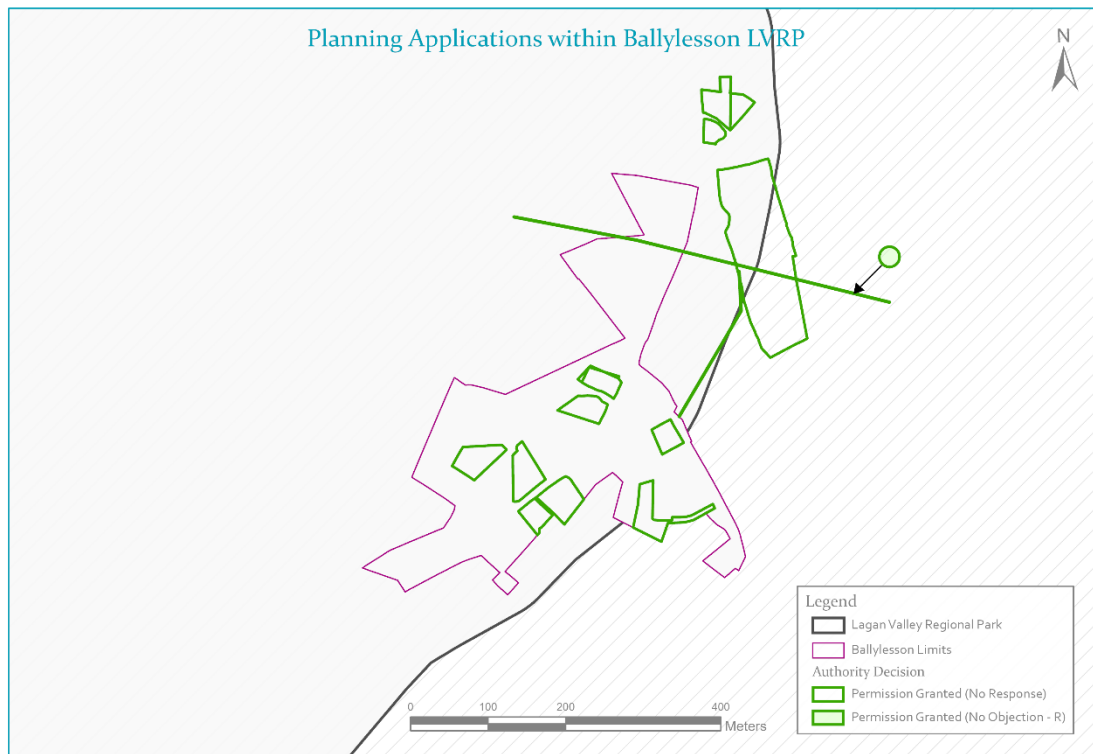 Planning Applications within Ballylesson LVRP
N
Legend
Lagan Valley Regional Park
Ballylesson Limits
Authority Decision
Permission Granted (No Response)
Permission Granted (No Objection - R)
0 100 200 400
Meters